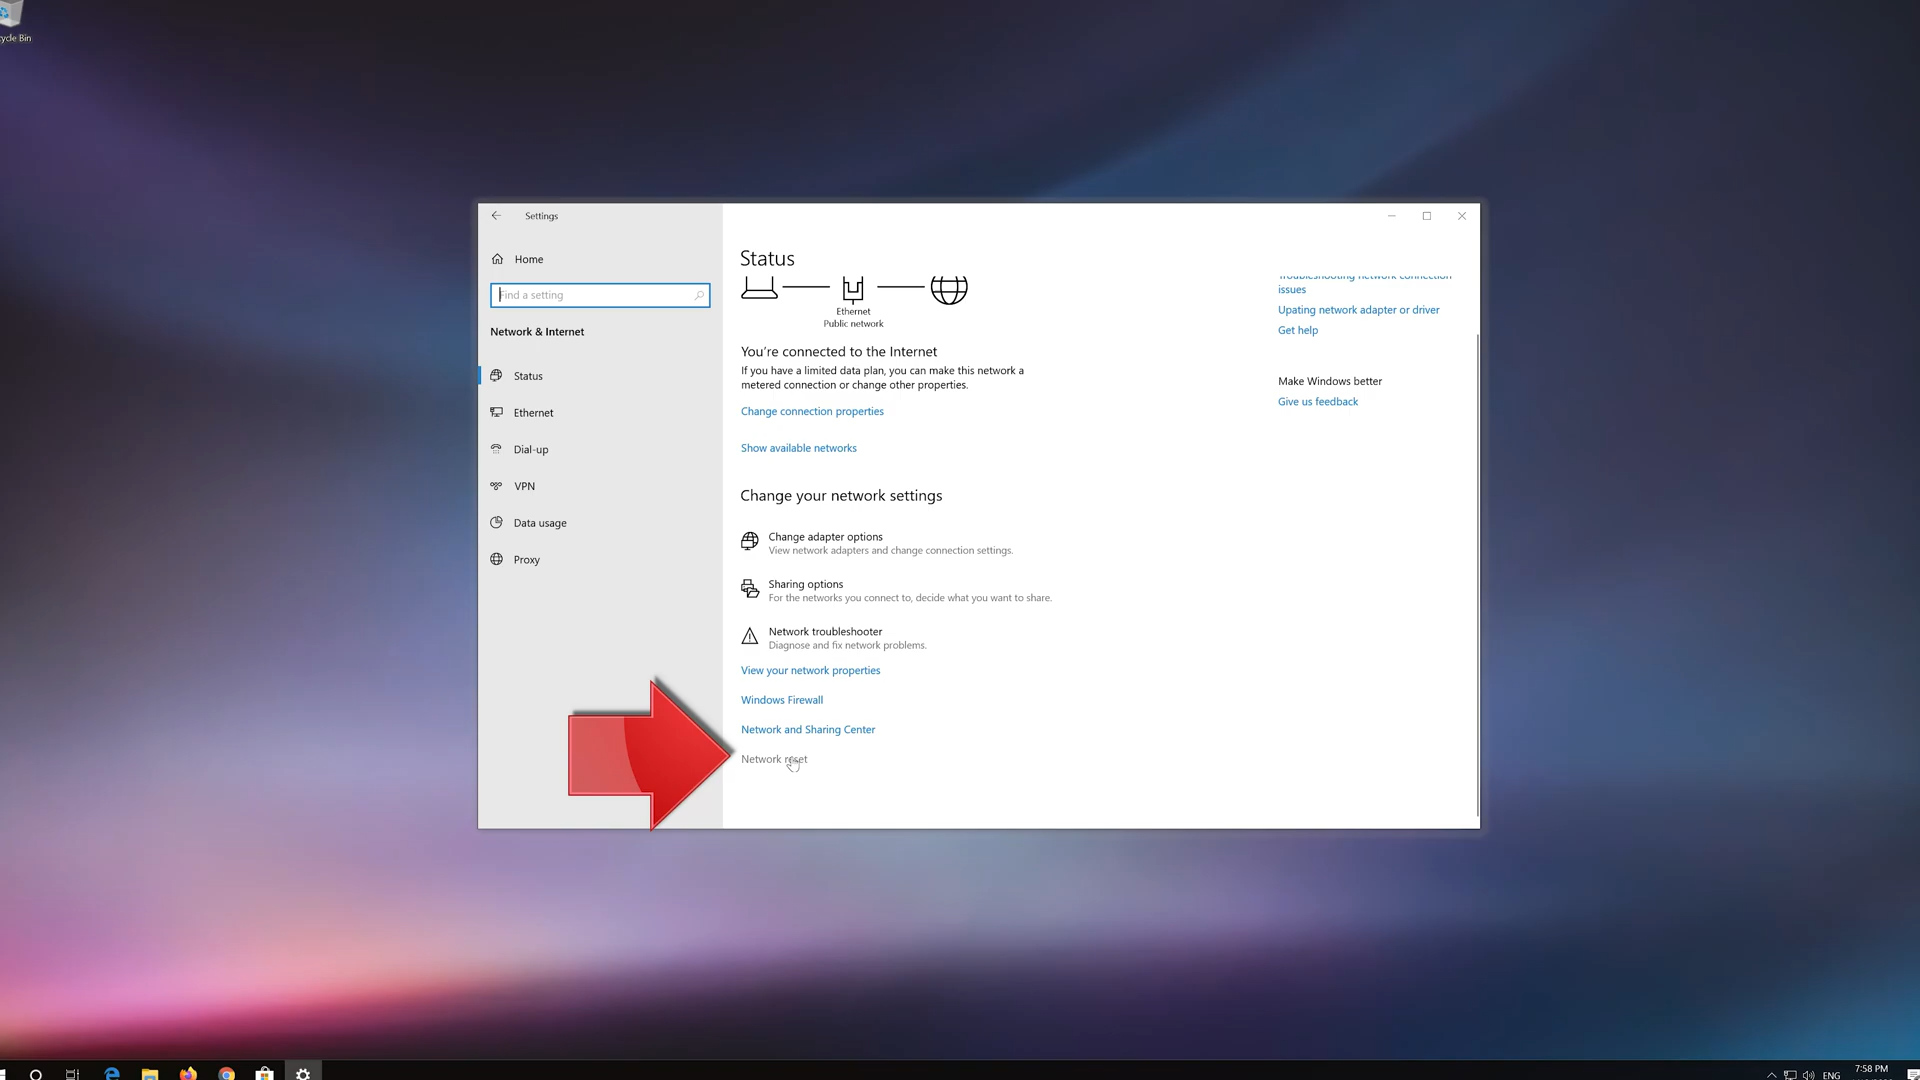 Settings
Home
Find a setting
Network & Internet
Status
Ethernet
Dial-up
VPN
Data usage
Proxy
Status
Ethernet
Public network
You're connected to the Internet
If you have a limited data plan, you can make this network a
metered connection or change other properties.
Change connection properties
Show available networks
Change your network settings
Change adapter options
View network adapters and change connection settings.
Sharing options
For the networks you connect to, decide what you want to share.
Network troubleshooter
Diagnose and fix network problems.
View your network properties
Windows Firewall
Network and Sharing Center
Network reset
Troubleshooting network connection
issues
Upating network adapter or driver
Get help
Make Windows better
Give us feedback
ycle Bin
ENG
7:58 PM